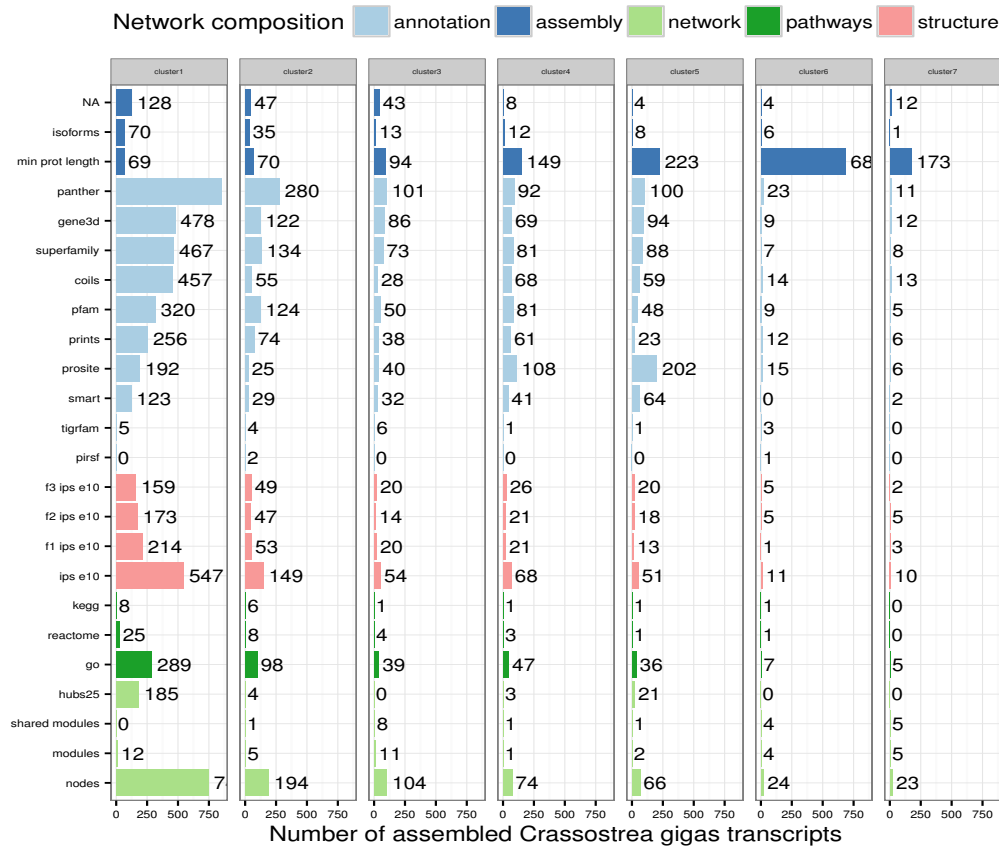 Network composition annotation assembly network pathways structure
cluster1 cluster2 cluster3 cluster4 cluster5 cluster6 cluster7
NA 128 47 43 8 4 4 12
isoforms 70 35 13 12 8 6 1
min prot length 69 70 94 149 223 68 173
panther 280 101 92 100 23 11
gene3d 478 122 86 69 94 9 12
superfamily 467 134 73 81 88 7 8
coils 457 55 28 68 59 14 13
pfam 320 124 50 81 48 9 5
prints 256 74 38 61 23 12 6
prosite 192 25 40 108 202 15 6
smart 123 29 32 41 64 0 2
tigrfam 5 4 6 1 1 3 0
pirsf 0 2 0 0 0 1 0
f3 ips e10 159 49 20 26 20 5 2
f2 ips e10 173 47 14 21 18 5 5
f1 ips e10 214 53 20 21 13 1 3
ips e10 547 149 54 68 51 11 10
kegg 8 6 1 1 1 1 0
reactome 25 8 4 3 1 1 0
go 289 98 39 47 36 7 5
hubs25 185 4 0 3 21 0 0
shared modules 0 1 8 1 1 4 5
modules 12 5 11 1 2 4 5
nodes 7 194 104 74 66 24 23
0 250 500 750 0 250 500 750 0 250 500 750 0 250 500 750 0 250 500 750 0 250 500 750 0 250 500 750
Number of assembled Crassostrea gigas transcripts